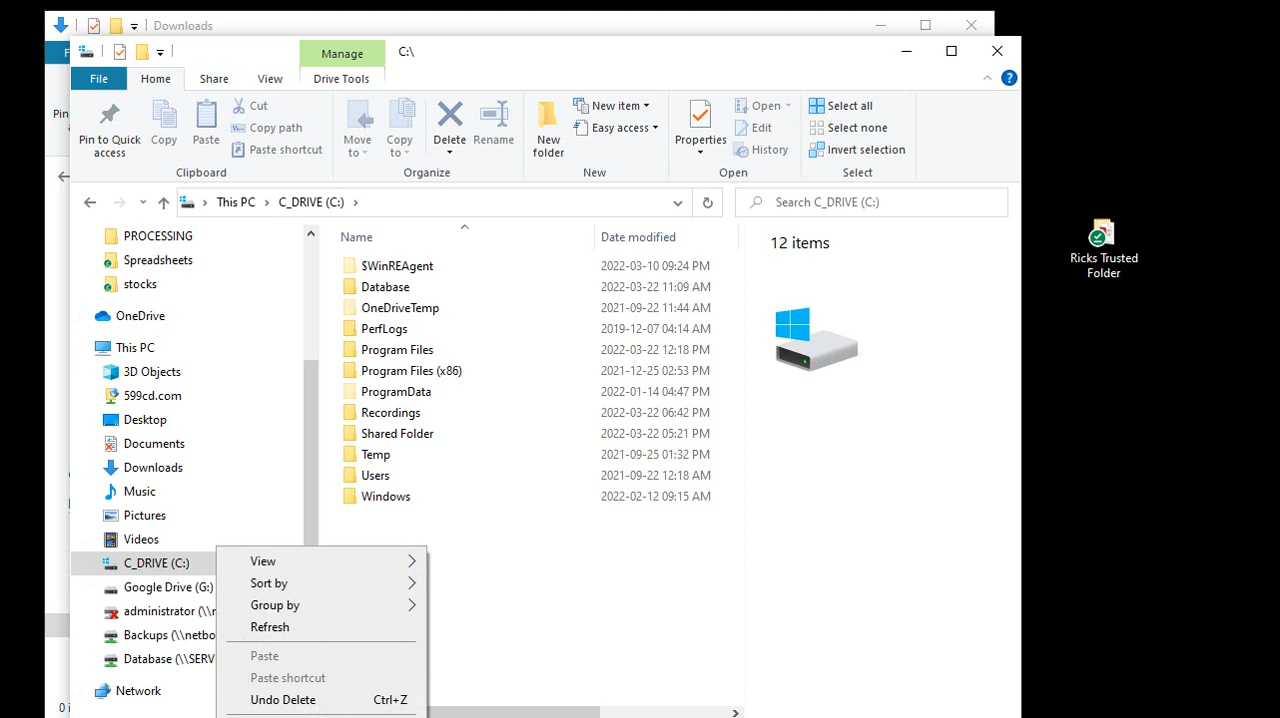 Downloads
Manage
C:\
File
Home
Share
View
Drive Tools
Pin to Quick access
Copy
Paste
Cut
Copy path
Paste shortcut
Clipboard
Move to
Copy to
Delete
Rename
Organize
New folder
New item
Easy access
New
Properties
Open
Edit
History
Open
Select all
Select none
Invert selection
Select
Pin
This PC
C_DRIVE (C:)
Search C_DRIVE (C:)
PROCESSING
Spreadsheets
stocks
OneDrive
This PC
3D Objects
599cd.com
Desktop
Documents
Downloads
Music
Pictures
Videos
C_DRIVE (C:)
Google Drive (G:)
administrator (\\
Backups (\\netbo
Database (\\SERV
Network
Name
Date modified
$WinREAgent 2022-03-10 09:24 PM
Database 2022-03-22 11:09 AM
OneDriveTemp 2021-09-22 11:44 AM
PerfLogs 2019-12-07 04:14 AM
Program Files 2022-03-22 12:18 PM
Program Files (x86) 2021-12-25 02:53 PM
ProgramData 2022-01-14 04:47 PM
Recordings 2022-03-22 06:42 PM
Shared Folder 2022-03-22 05:21 PM
Temp 2021-09-25 01:32 PM
Users 2021-09-22 12:18 AM
Windows 2022-02-12 09:15 AM
12 items
View
Sort by
Group by
Refresh
Paste
Paste shortcut
Undo Delete Ctrl+Z
Ricks Trusted
Folder